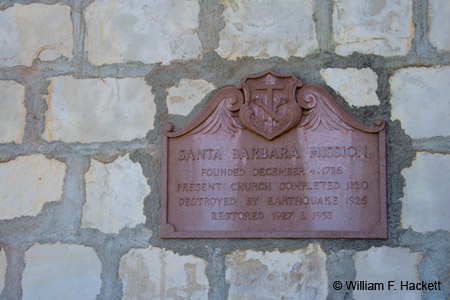 SANTA BARBARA MISSION
FOUNDED DECEMBER 4, 1786
PRESENT CHURCH COMPLETED 1820
DESTROYED BY EARTHQUAKE 1925
RESTORED 1927 & 1953
© William F. Hackett